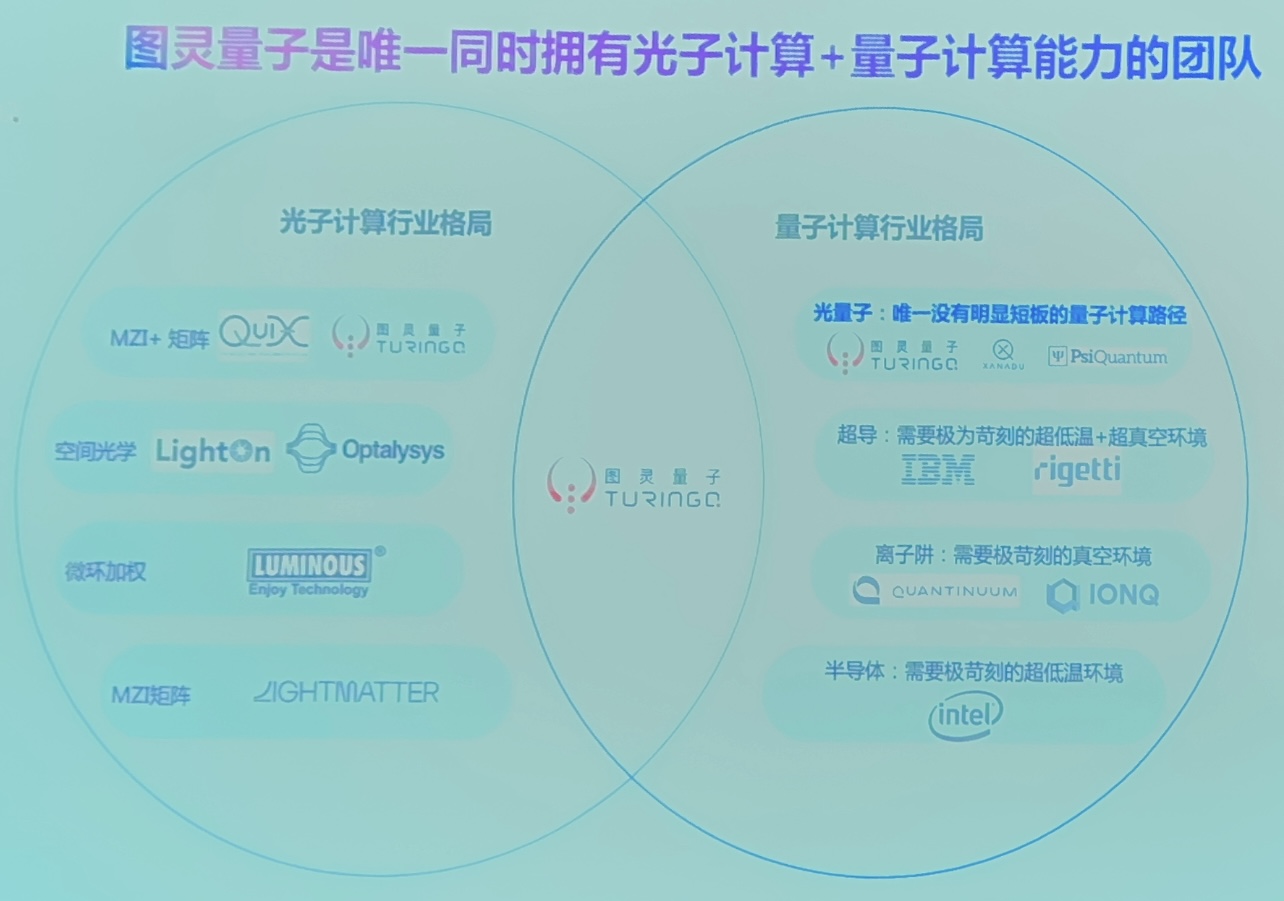 图灵量子是唯一同时拥有光子计算+量子计算能力的团队
光子计算行业格局
MZI+ 矩阵 QUIX 图灵量子 TURINGQ
空间光学 LightOn Optalysys
微环加权 LUMINOUS®
Enjoy Technology
MZI矩阵 LIGHTMATTER
图灵量子
TURINGQ
量子计算行业格局
光量子：唯一没有明显短板的量子计算路径
图灵量子 TURINGQ XANADU PsiQuantum
超导：需要极为苛刻的超低温+超真空环境
IBM rigetti
离子阱：需要极苛刻的真空环境
QUANTINUUM IONQ
半导体：需要极苛刻的超低温环境
intel